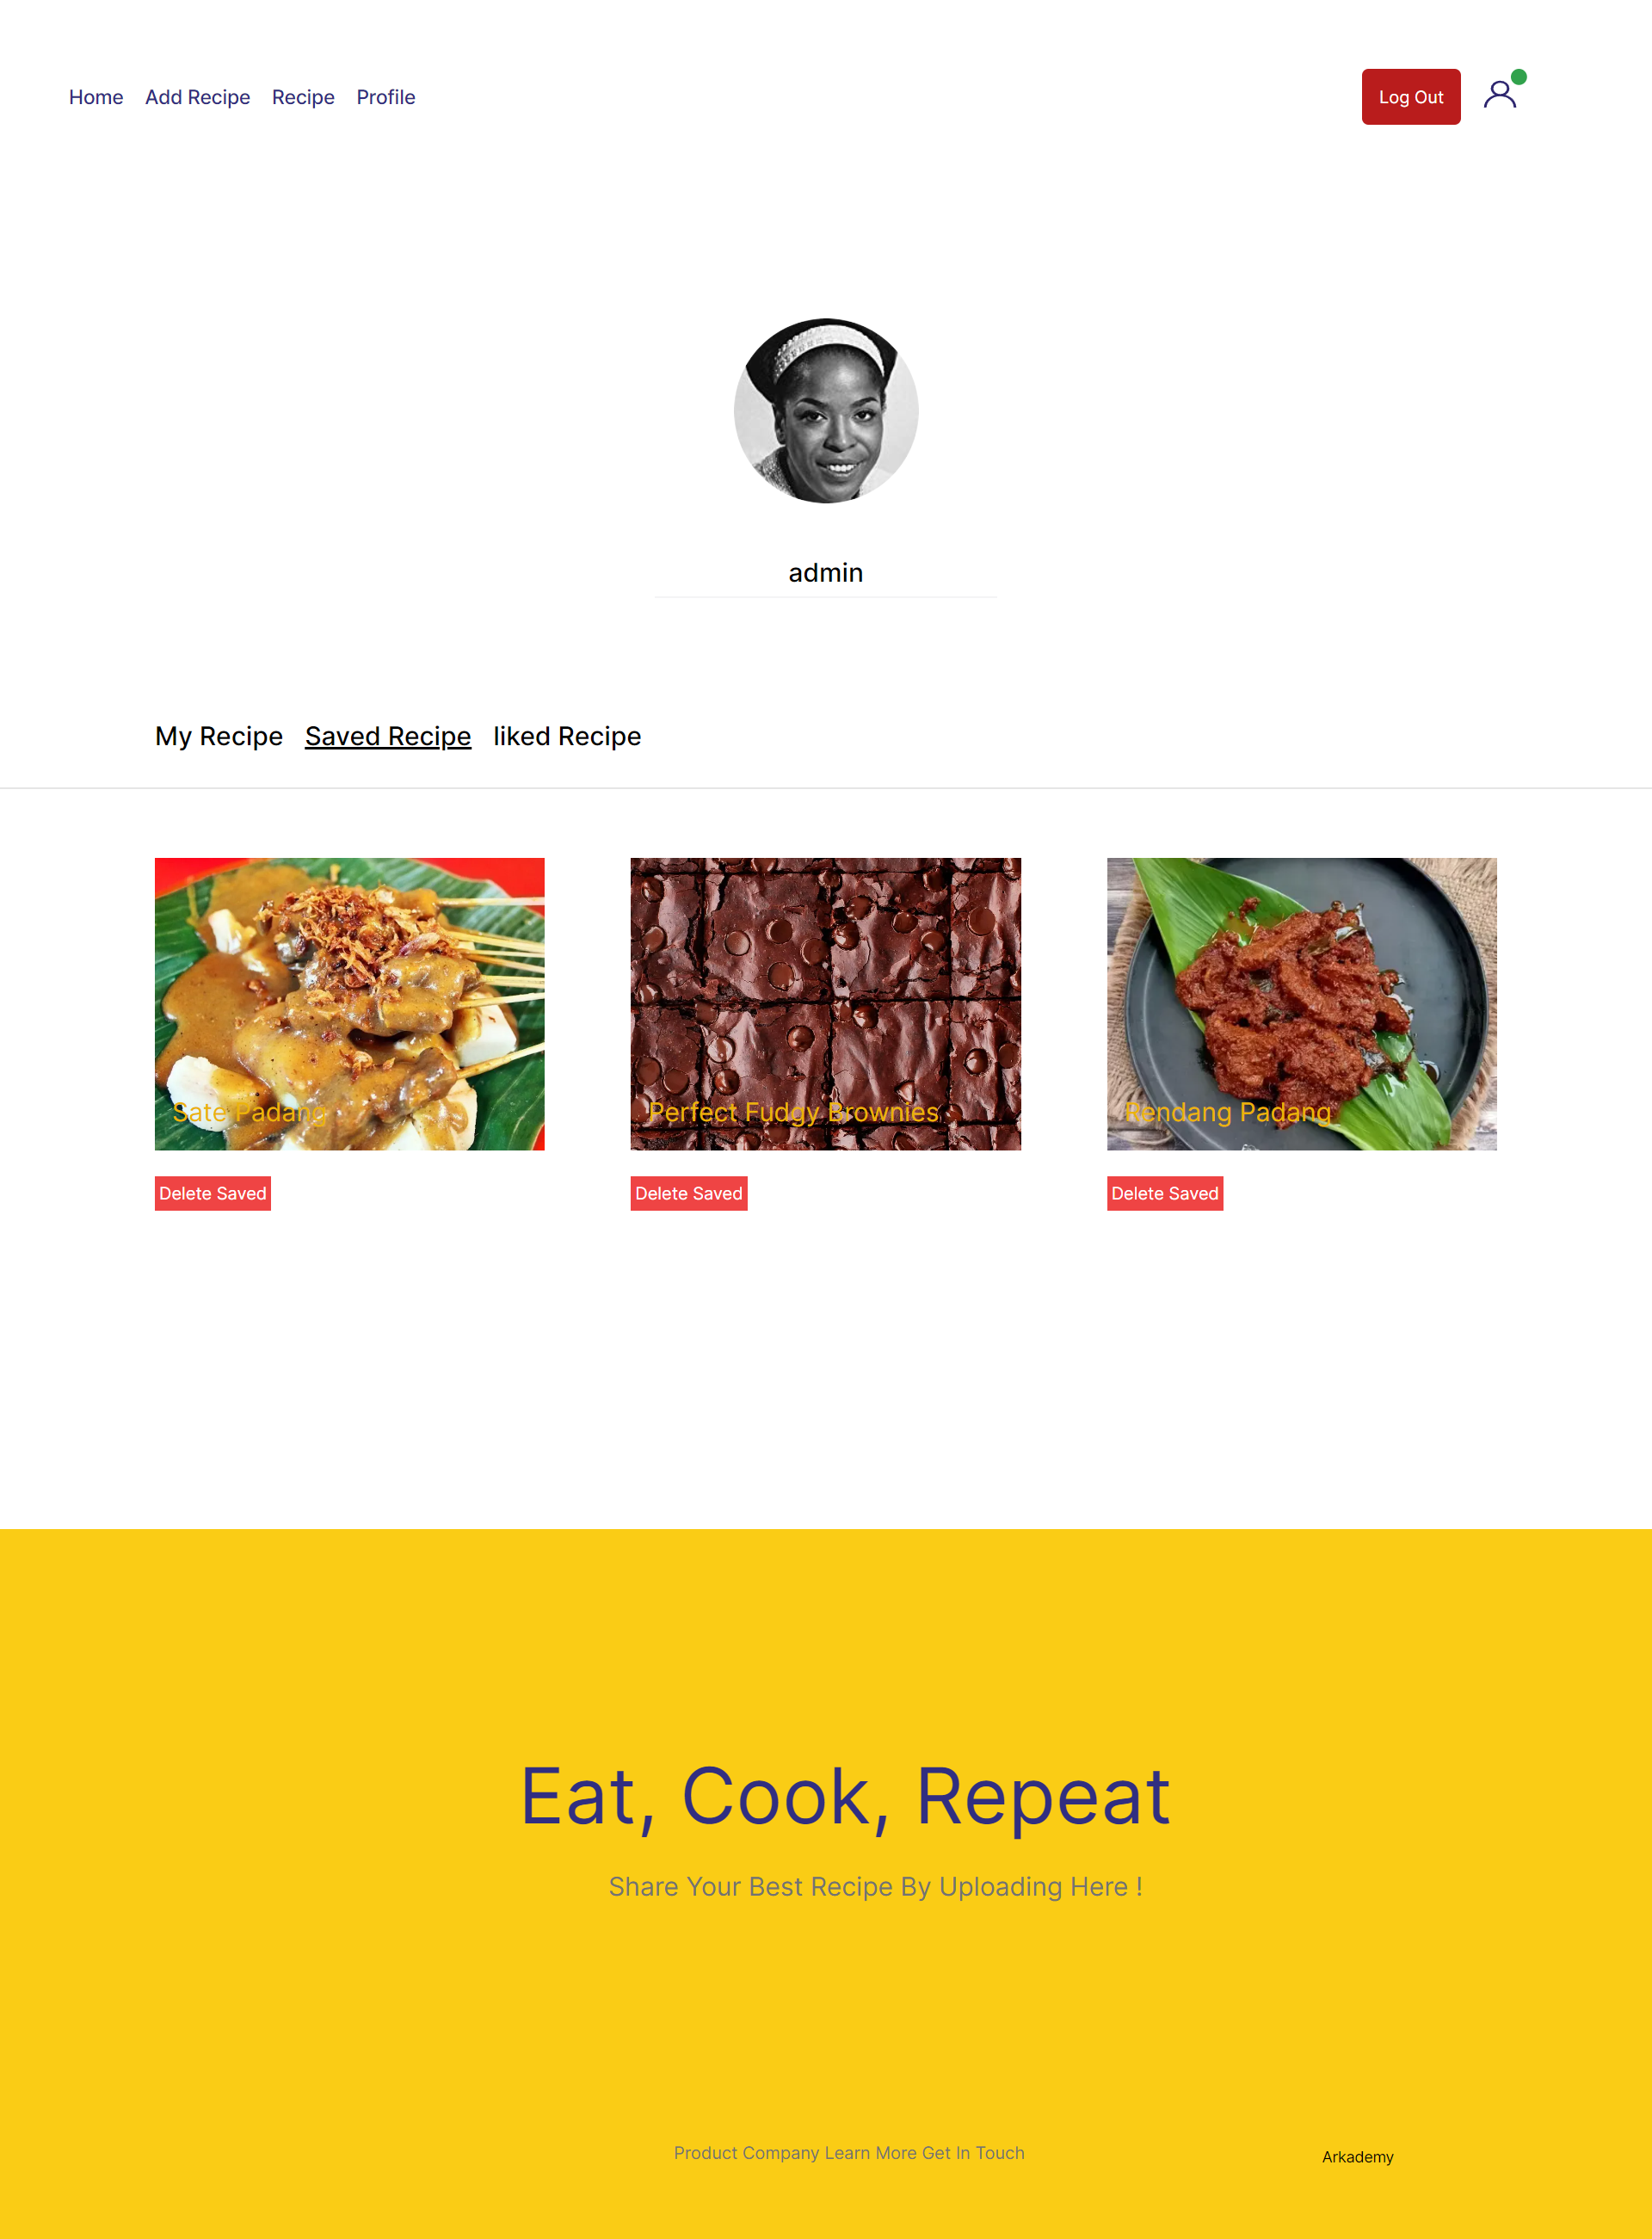 Home Add Recipe Recipe Profile
Log Out
admin
My Recipe Saved Recipe liked Recipe
Sate Padang
Perfect Fudgy Brownies
Rendang Padang
Delete Saved
Delete Saved
Delete Saved
Eat, Cook, Repeat
Share Your Best Recipe By Uploading Here !
Product Company Learn More Get In Touch
Arkademy